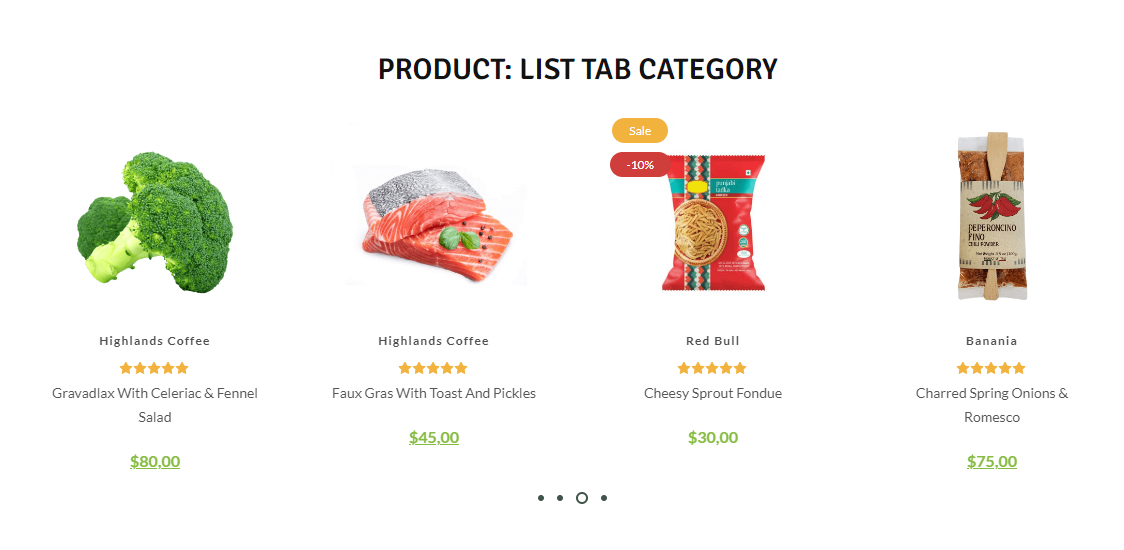 PRODUCT: LIST TAB CATEGORY
Sale
-10%
punjabi
tadka
PEPERONCINO
FINO
CHILI POWDER
Highlands Coffee
Highlands Coffee
Red Bull
Banania
Gravadlax With Celeriac & Fennel
Salad
Faux Gras With Toast And Pickles
Cheesy Sprout Fondue
Charred Spring Onions &
Romesco
$80,00
$45,00
$30,00
$75,00